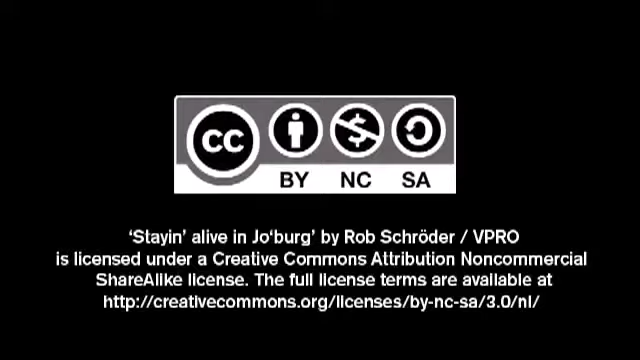 CC
BY NC SA
‘Stayin’ alive in Jo‘burg’ by Rob Schröder / VPRO
is licensed under a Creative Commons Attribution Noncommercial
ShareAlike license. The full license terms are available at
http://creativecommons.org/licenses/by-nc-sa/3.0/nl/